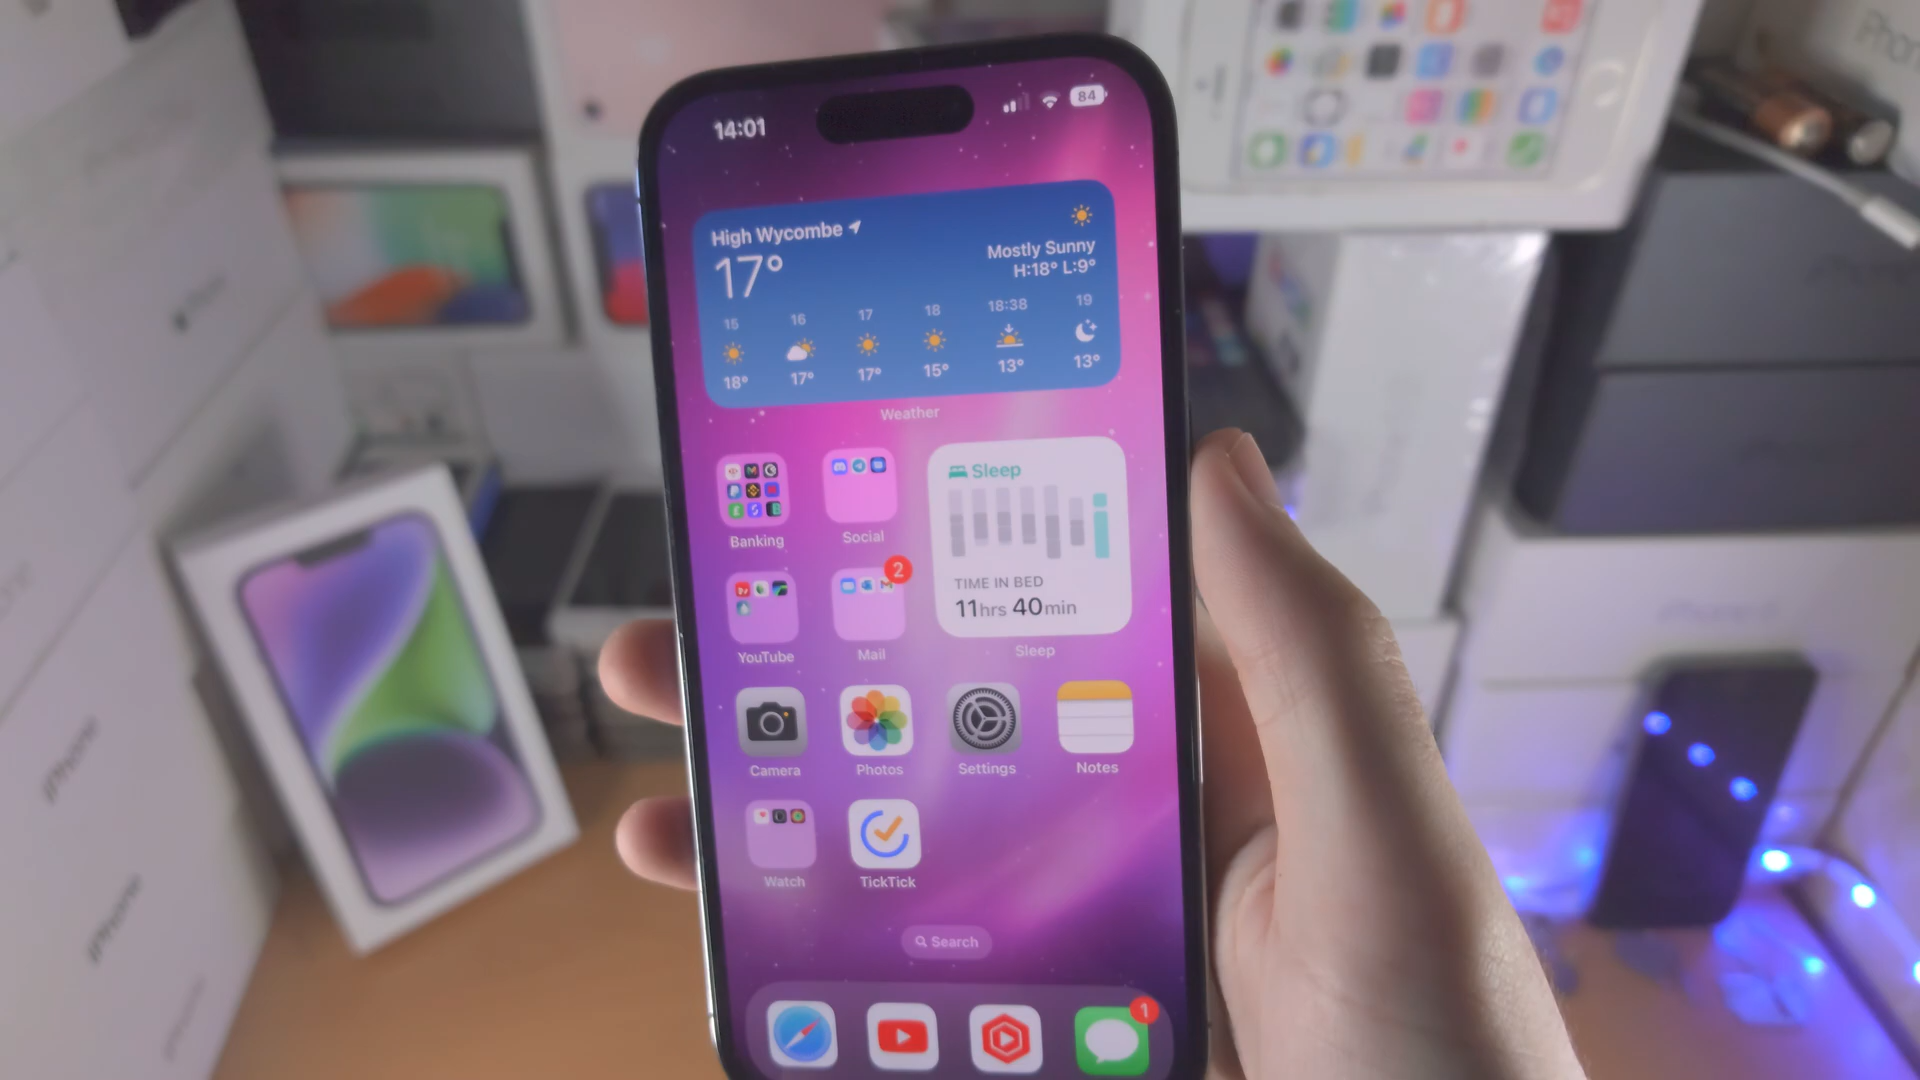 14:01
84
High Wycombe
17°
Mostly Sunny
H:18° L:9°
15 16 17 18 18:38 19
18° 17° 17° 15° 13° 13°
Weather
Sleep
TIME IN BED
11hrs 40min
Sleep
Banking
Social
2
YouTube
Mail
Camera
Photos
Settings
Notes
Watch
TickTick
Search
1
iPhone
iPhone